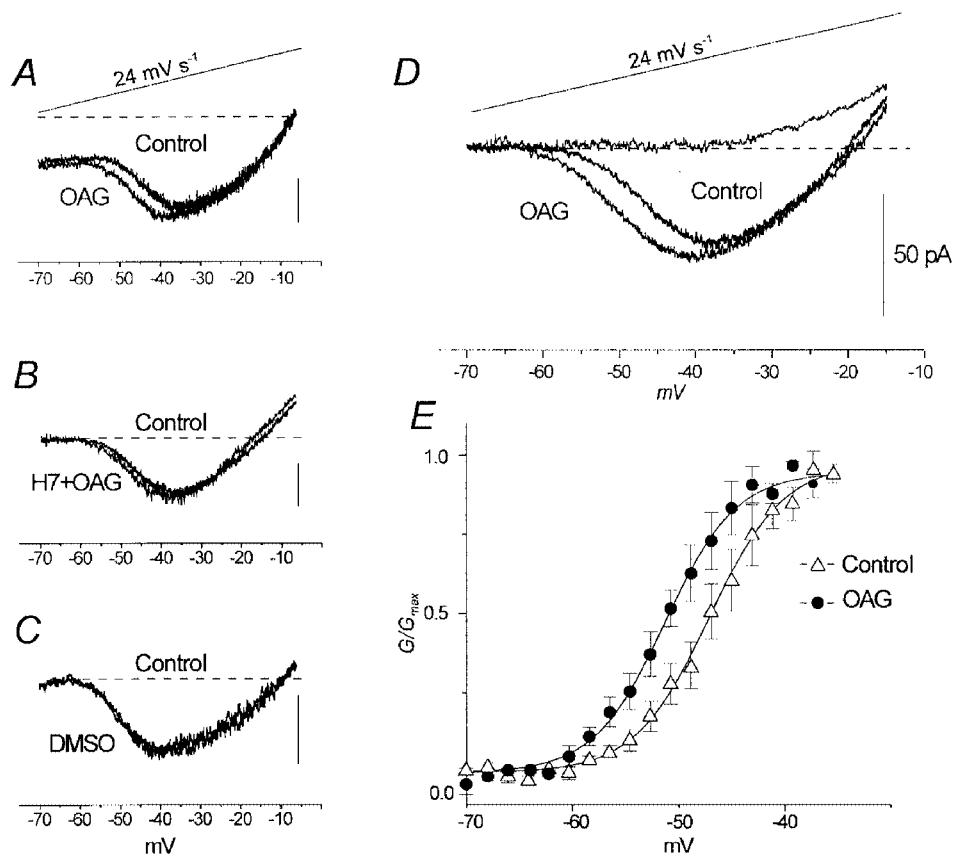 A
24 mV s⁻¹
Control
OAG
-70 -60 -50 -40 -30 -20 -10
B
Control
H7+OAG
-70 -60 -50 -40 -30 -20 -10
C
Control
DMSO
-70 -60 -50 -40 -30 -20 -10
mV
D
24 mV s⁻¹
Control
OAG
50 pA
-70 -60 -50 -40 -30 -20 -10
mV
E
1.0
0.5
0.0
G/Gmax
Control
OAG
-70 -60 -50 -40
mV